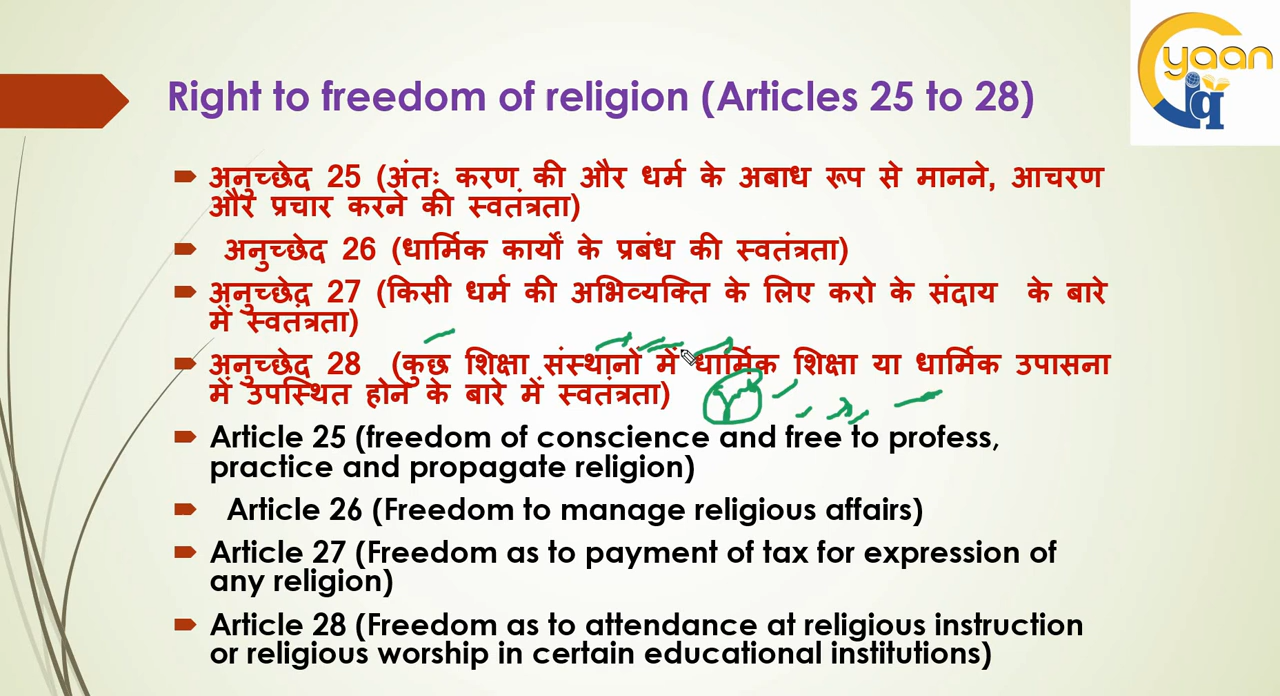 Right to freedom of religion (Articles 25 to 28)
yaan
iq
अनुच्छेद 25 (अंतः करण की और धर्म के अबाध रूप से मानने, आचरण
और प्रचार करने की स्वतंत्रता)
अनुच्छेद 26 (धार्मिक कार्यों के प्रबंध की स्वतंत्रता)
अनुच्छेद 27 (किसी धर्म की अभिव्यक्ति के लिए करो के संदाय के बारे
में स्वतंत्रता)
अनुच्छेद 28 (कुछ शिक्षा संस्थानों में धार्मिक शिक्षा या धार्मिक उपासना
में उपस्थित होने के बारे में स्वतंत्रता)
Article 25 (freedom of conscience and free to profess,
practice and propagate religion)
Article 26 (Freedom to manage religious affairs)
Article 27 (Freedom as to payment of tax for expression of
any religion)
Article 28 (Freedom as to attendance at religious instruction
or religious worship in certain educational institutions)